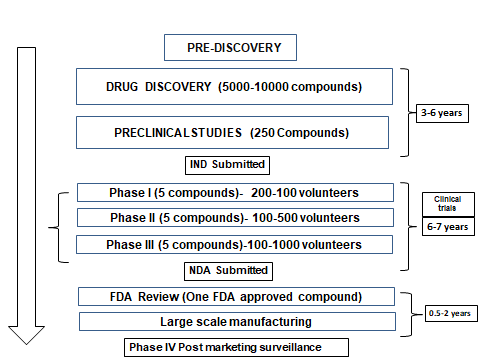 PRE-DISCOVERY
DRUG DISCOVERY (5000-10000 compounds)
3-6 years
PRECLINICALSTUDIES (250 Compounds)
IND Submitted
Phase I (5 compounds)- 200-100 volunteers
Phase II (5 compounds)- 100-500 volunteers
Phase III (5 compounds)-100-1000 volunteers
Clinical
trials
6-7 years
NDA Submitted
FDA Review (One FDA approved compound)
Large scale manufacturing
0.5-2 years
Phase IV Post marketing surveillance